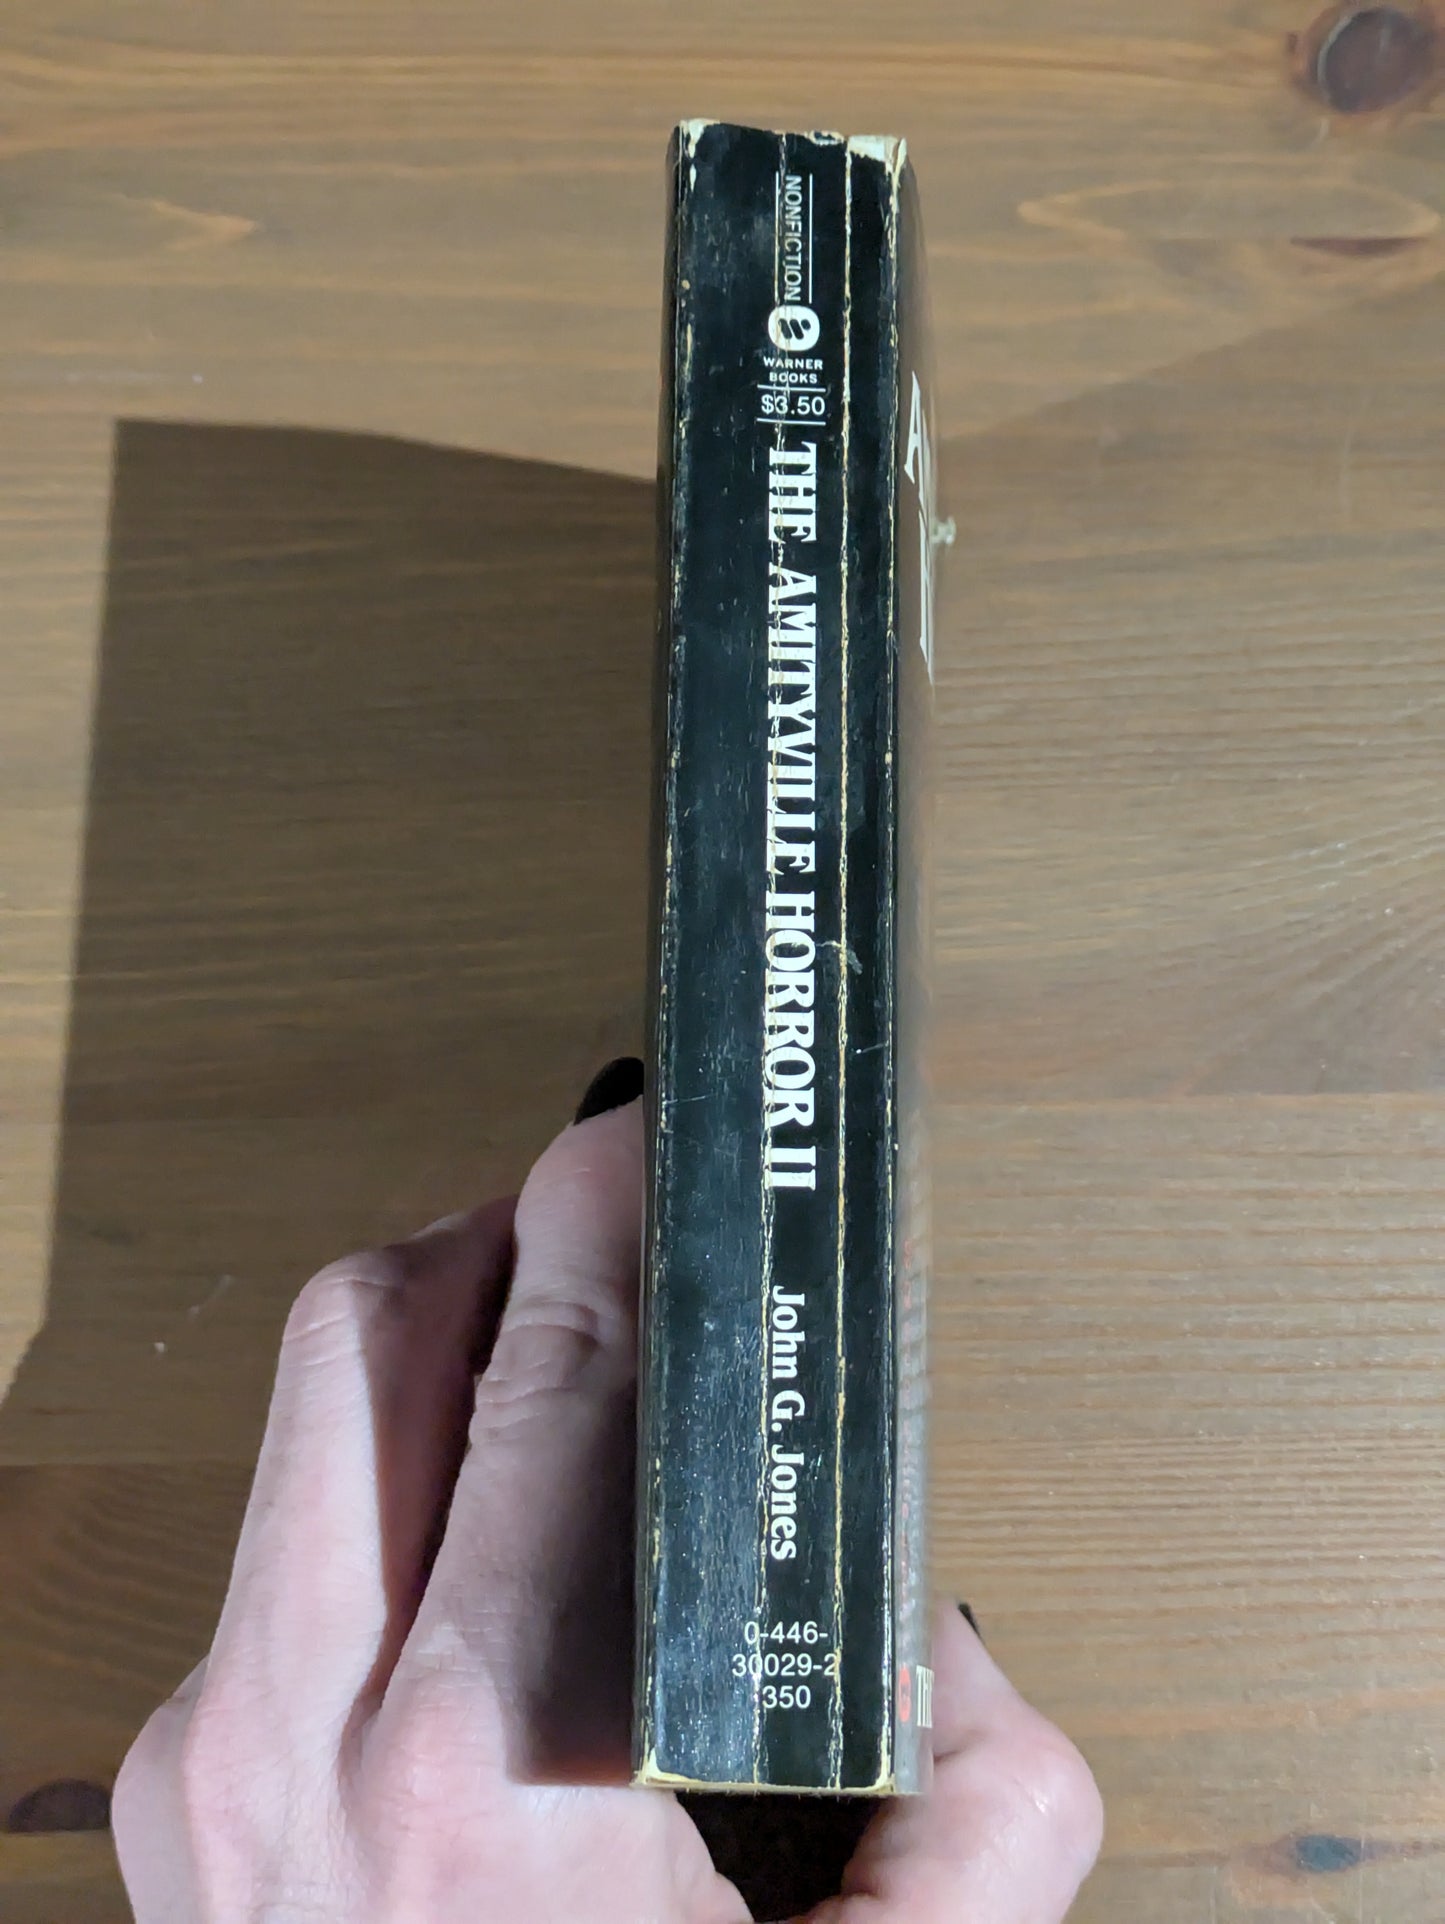 NONFICTION
WARNER
BOOKS
$3.50
THE AMITYVILLE HORROR II
John G. Jones
0-446-
30029-2
350